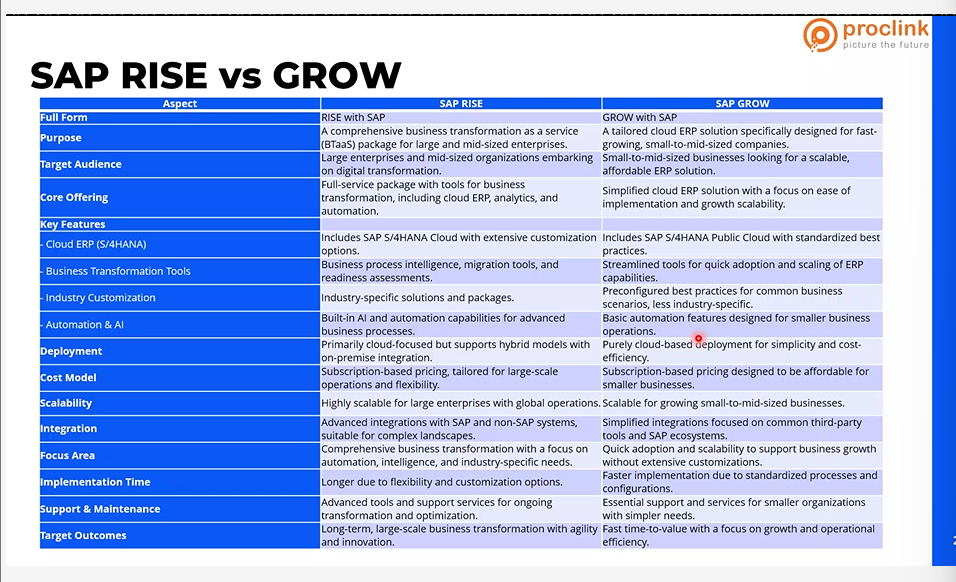 proclink
picture the future
SAP RISE vs GROW
Aspect
SAP RISE
SAP GROW
Full Form
RISE with SAP
GROW with SAP
Purpose
A comprehensive business transformation as a service
(BTaaS) package for large and mid-sized enterprises.
A tailored cloud ERP solution specifically designed for fast-
growing, small-to-mid-sized companies.
Target Audience
Large enterprises and mid-sized organizations embarking
on digital transformation.
Small-to-mid-sized businesses looking for a scalable,
affordable ERP solution.
Core Offering
Full-service package with tools for business
transformation, including cloud ERP, analytics, and
automation.
Simplified cloud ERP solution with a focus on ease of
implementation and growth scalability.
Key Features
- Cloud ERP (S/4HANA)
Includes SAP S/4HANA Cloud with extensive customization
options.
Includes SAP S/4HANA Public Cloud with standardized best
practices.
- Business Transformation Tools
Business process intelligence, migration tools, and
readiness assessments.
Streamlined tools for quick adoption and scaling of ERP
capabilities.
- Industry Customization
Industry-specific solutions and packages.
Preconfigured best practices for common business
scenarios, less industry-specific.
- Automation & AI
Built-in AI and automation capabilities for advanced
business processes.
Basic automation features designed for smaller business
operations.
Deployment
Primarily cloud-focused but supports hybrid models with
on-premise integration.
Purely cloud-based deployment for simplicity and cost-
efficiency.
Cost Model
Subscription-based pricing, tailored for large-scale
operations and flexibility.
Subscription-based pricing designed to be affordable for
smaller businesses.
Scalability
Highly scalable for large enterprises with global operations.
Scalable for growing small-to-mid-sized businesses.
Integration
Advanced integrations with SAP and non-SAP systems,
suitable for complex landscapes.
Simplified integrations focused on common third-party
tools and SAP ecosystems.
Focus Area
Comprehensive business transformation with a focus on
automation, intelligence, and industry-specific needs.
Quick adoption and scalability to support business growth
without extensive customizations.
Implementation Time
Longer due to flexibility and customization options.
Faster implementation due to standardized processes and
configurations.
Support & Maintenance
Advanced tools and support services for ongoing
transformation and optimization.
Essential support and services for smaller organizations
with simpler needs.
Target Outcomes
Long-term, large-scale business transformation with agility
and innovation.
Fast time-to-value with a focus on growth and operational
efficiency.